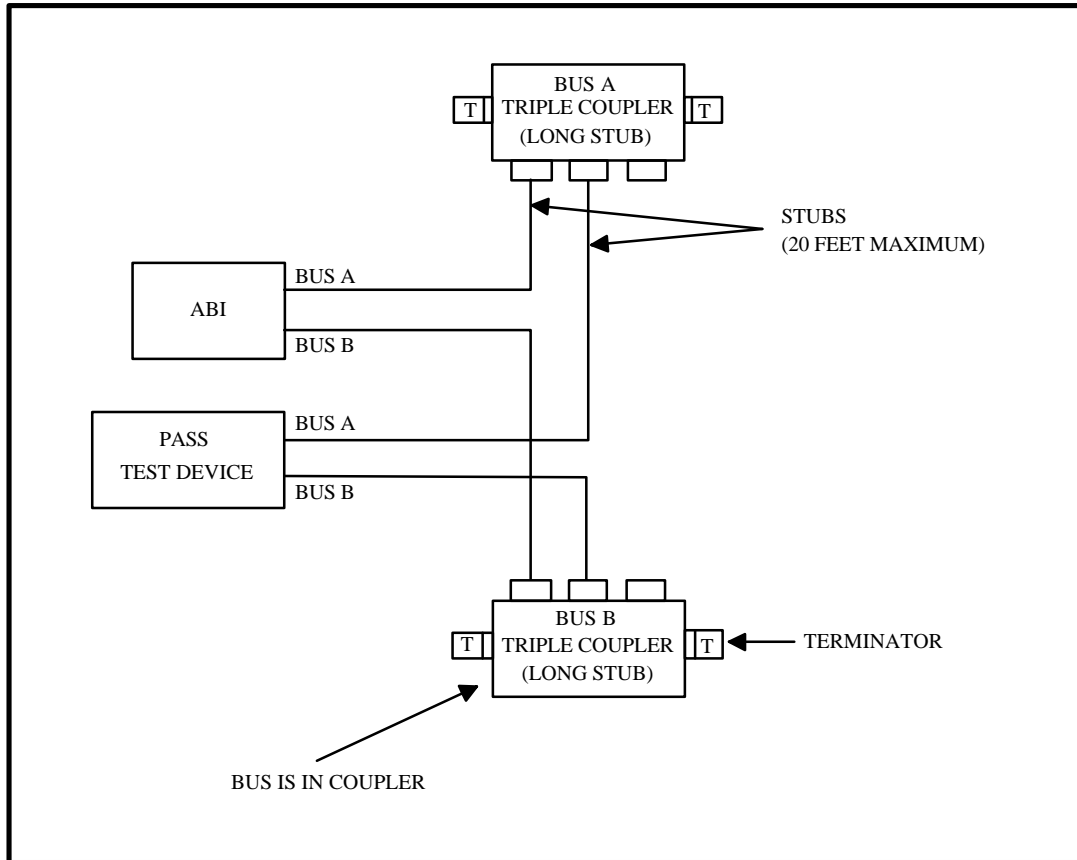 BUS A
TRIPLE COUPLER
(LONG STUB)
T
T
STUBS
(20 FEET MAXIMUM)
BUS A
ABI
BUS B
BUS A
PASS
TEST DEVICE
BUS B
BUS B
TRIPLE COUPLER
(LONG STUB)
T
T
TERMINATOR
BUS IS IN COUPLER